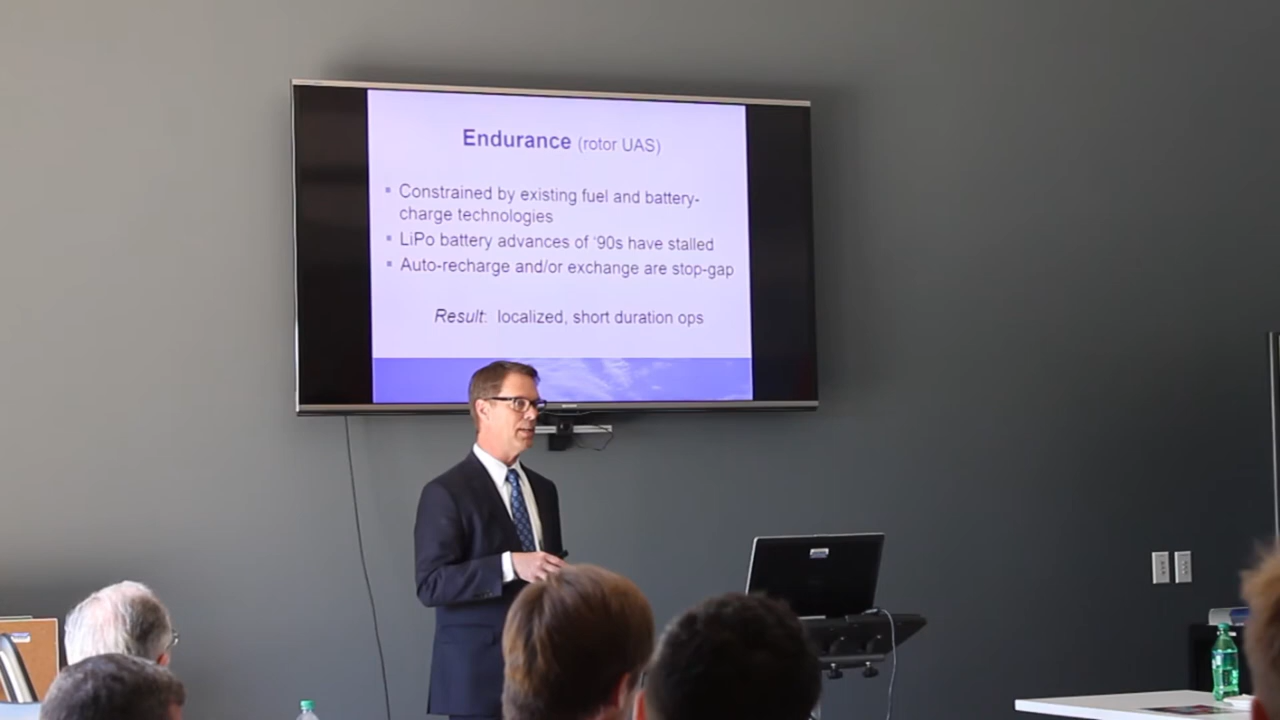 Endurance (rotor UAS)
Constrained by existing fuel and battery-
charge technologies
LiPo battery advances of ‘90s have stalled
Auto-recharge and/or exchange are stop-gap
Result: localized, short duration ops